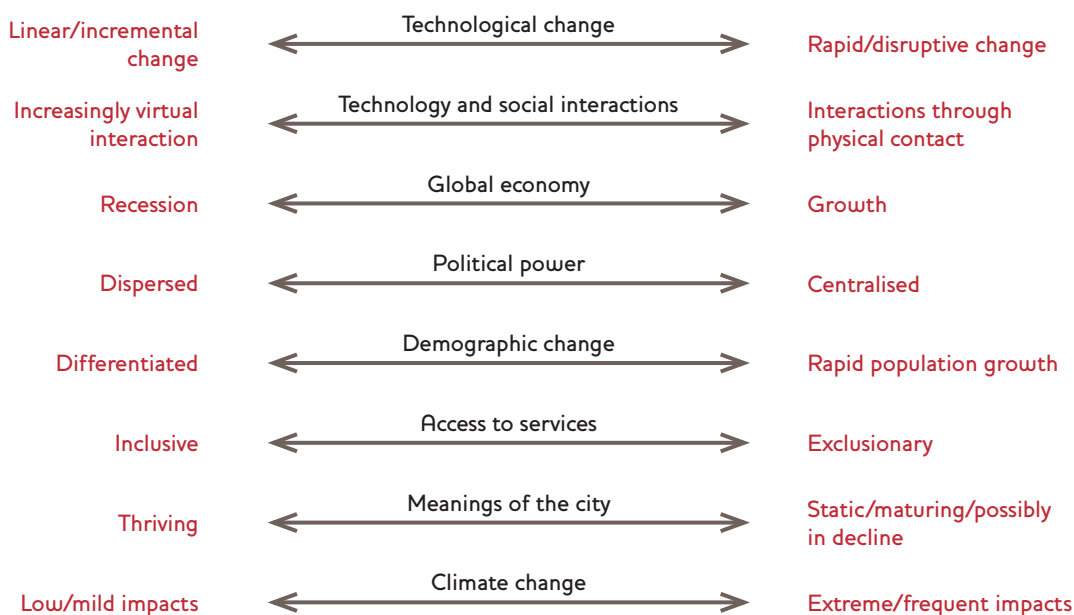 Technological change
Linear/incremental
change
Rapid/disruptive change
Technology and social interactions
Increasingly virtual
interaction
Interactions through
physical contact
Global economy
Recession
Growth
Political power
Dispersed
Centralised
Demographic change
Differentiated
Rapid population growth
Access to services
Inclusive
Exclusionary
Meanings of the city
Thriving
Static/maturing/possibly
in decline
Climate change
Low/mild impacts
Extreme/frequent impacts